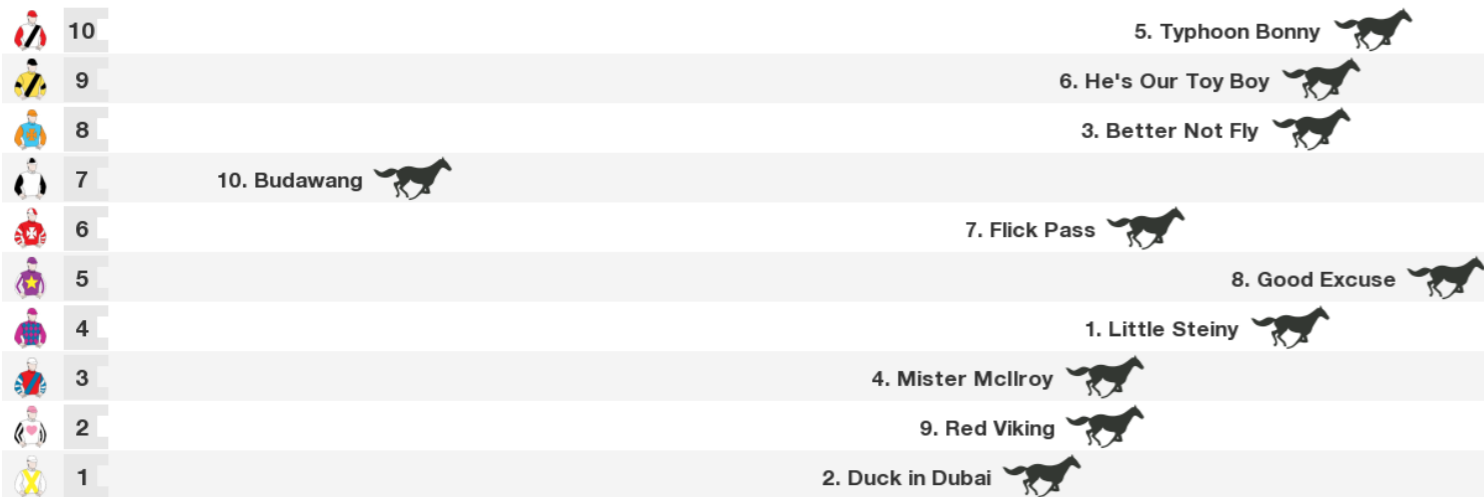 10 5. Typhoon Bonny
9 6. He's Our Toy Boy
8 3. Better Not Fly
7 10. Budawang
6 7. Flick Pass
5 8. Good Excuse
4 1. Little Steiny
3 4. Mister McIlroy
2 9. Red Viking
1 2. Duck in Dubai